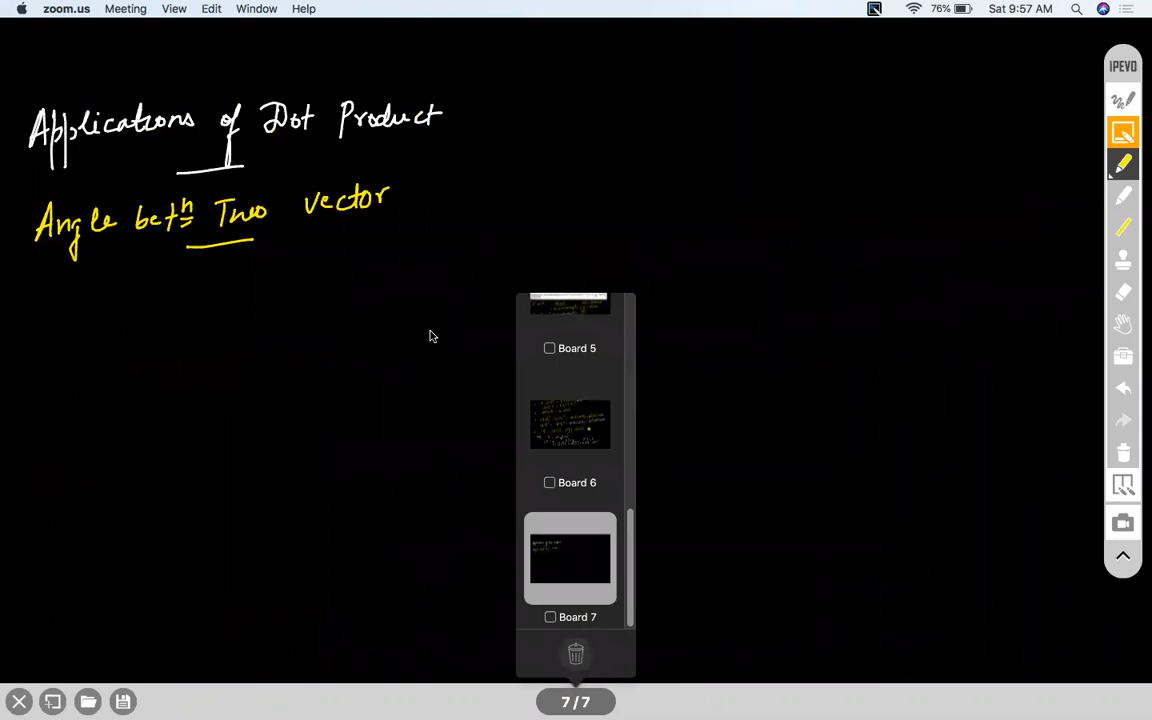 zoom.us Meeting View Edit Window Help 76% Sat 9:57 AM
IPEVO
Applications of Dot Product
Angle betn Two vector
Board 5
Board 6
Board 7
7/7